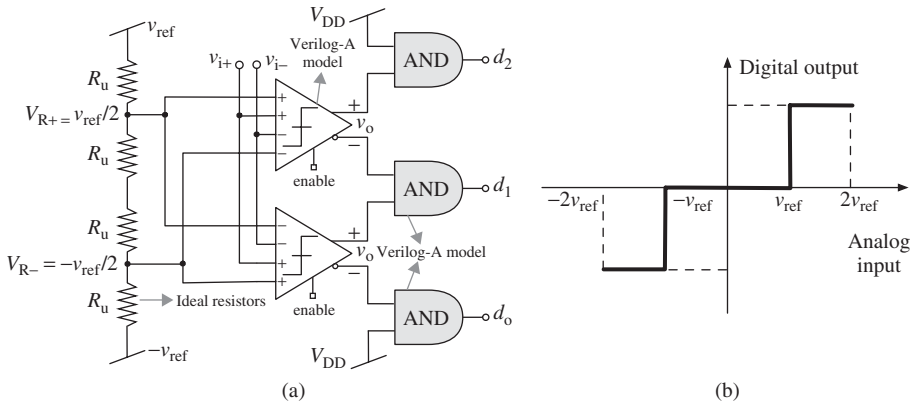 v_ref
V_DD
Verilog-A
model
v_i+ v_i−
AND
d_2
R_u
V_R+ = v_ref/2
+
+
−
−
+
v_o
−
enable
R_u
AND
d_1
R_u
V_R− = −v_ref/2
−
−
+
+
+
v_o
−
Verilog-A model
enable
R_u
Ideal resistors
AND
d_o
−v_ref
V_DD
(a)
Digital output
−2v_ref
−v_ref
v_ref
2v_ref
Analog
input
(b)